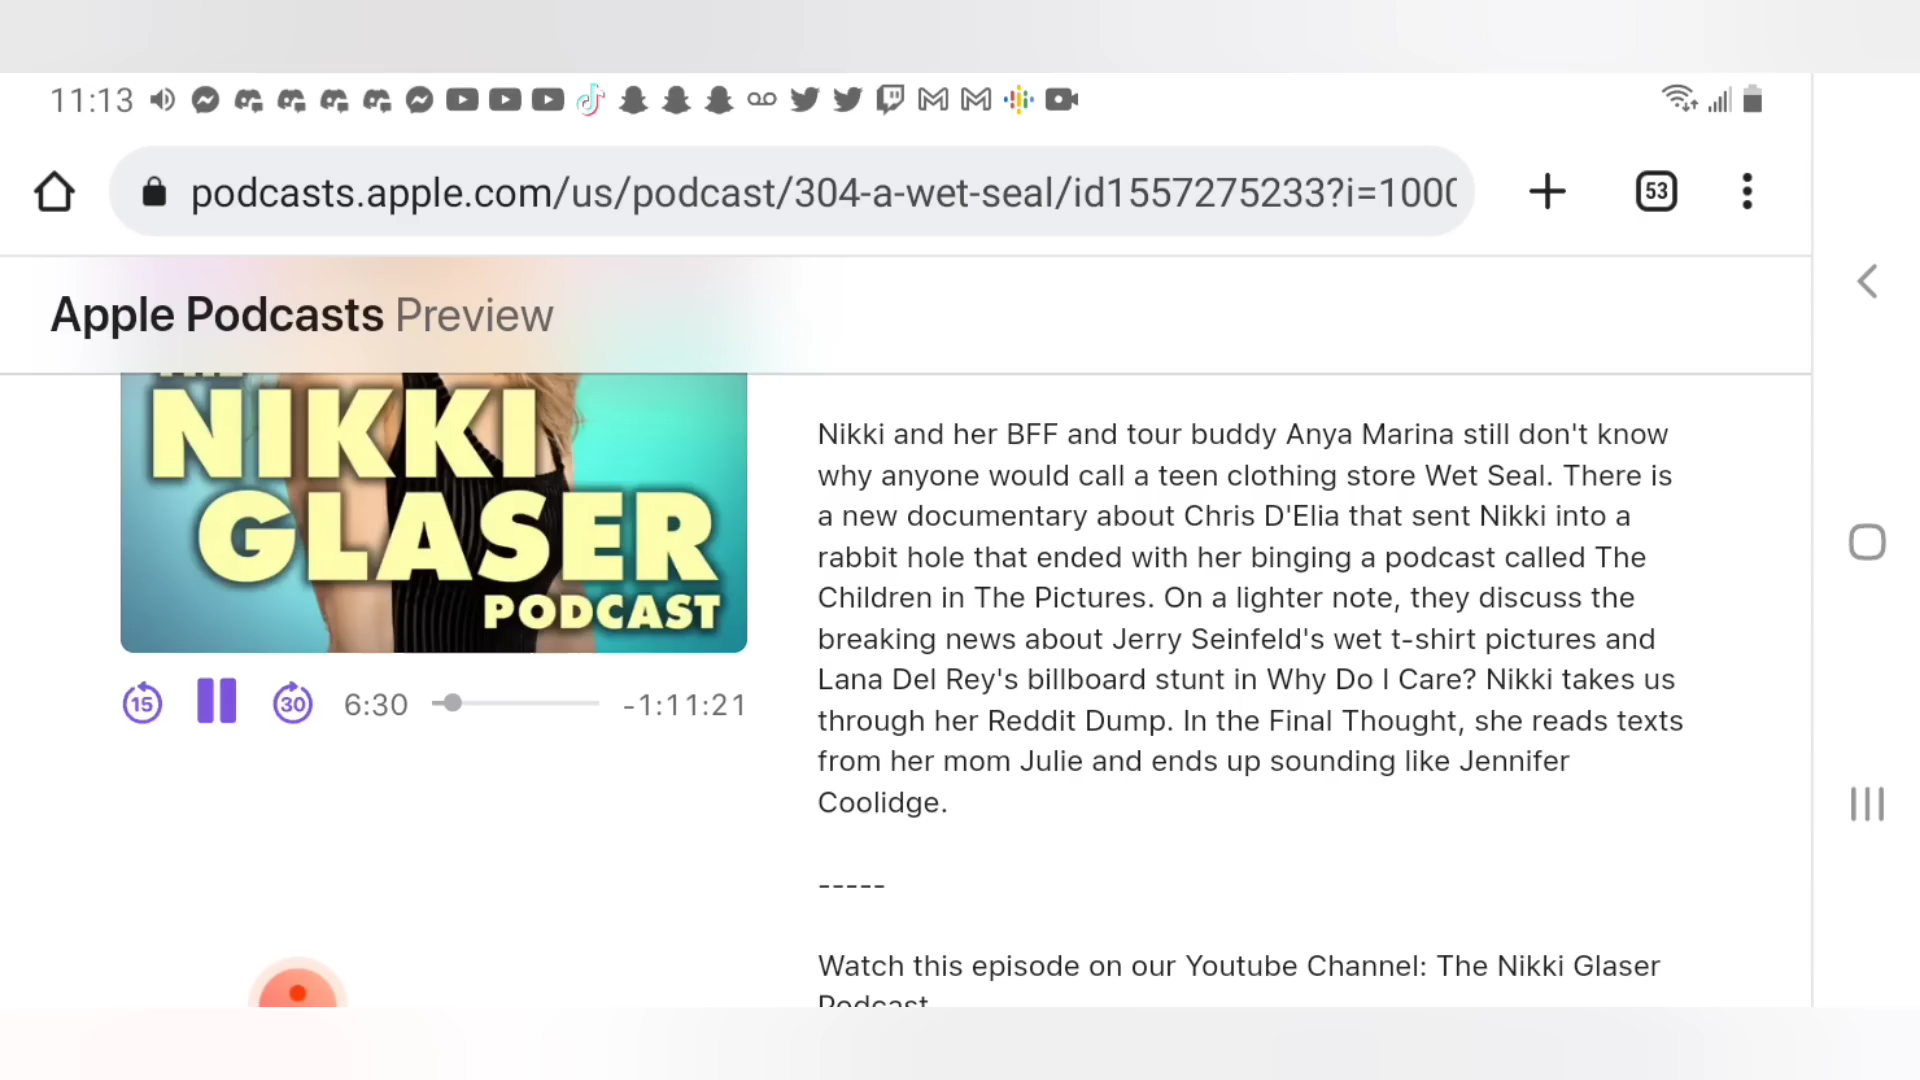 11:13
podcasts.apple.com/us/podcast/304-a-wet-seal/id1557275233?i=100
53
Apple Podcasts Preview
NIKKI
GLASER
PODCAST
15
30
6:30
-1:11:21
Nikki and her BFF and tour buddy Anya Marina still don't know
why anyone would call a teen clothing store Wet Seal. There is
a new documentary about Chris D'Elia that sent Nikki into a
rabbit hole that ended with her binging a podcast called The
Children in The Pictures. On a lighter note, they discuss the
breaking news about Jerry Seinfeld's wet t-shirt pictures and
Lana Del Rey's billboard stunt in Why Do I Care? Nikki takes us
through her Reddit Dump. In the Final Thought, she reads texts
from her mom Julie and ends up sounding like Jennifer
Coolidge.
-----
Watch this episode on our Youtube Channel: The Nikki Glaser
Podcast